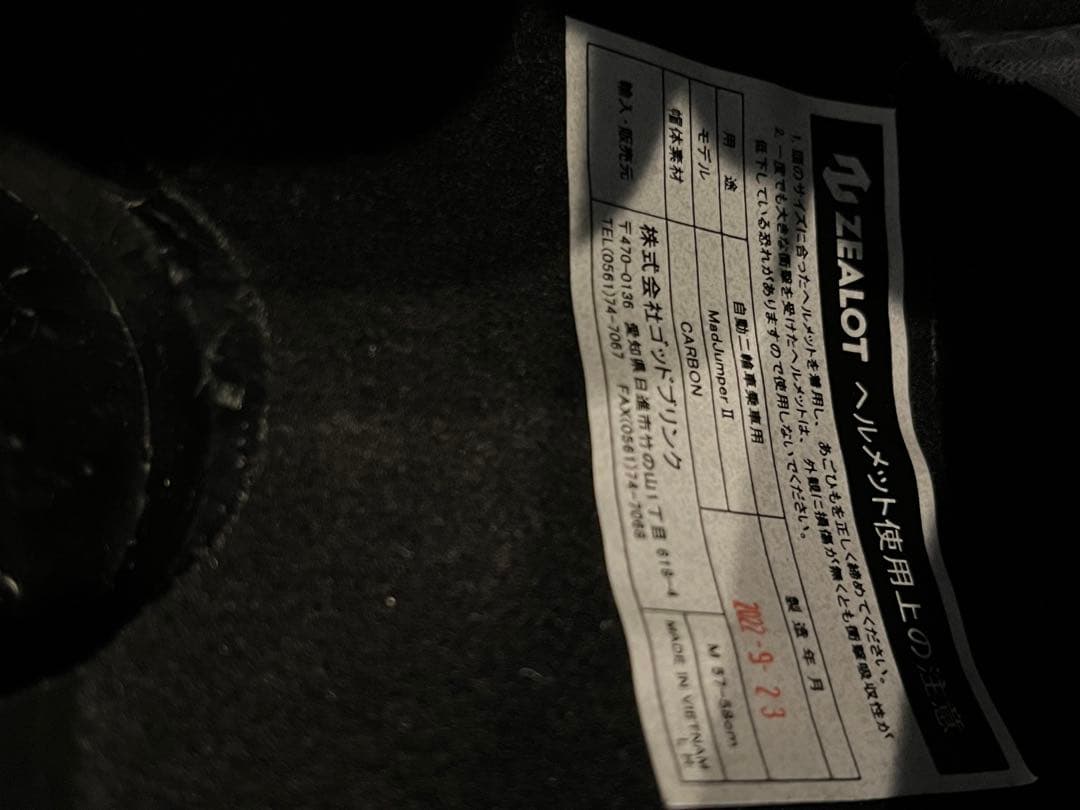 ZEALOT ヘルメット使用上の注意
1. 頭のサイズに合ったヘルメットを着用し、あごひもを正しく締めてください。
2. 一度でも大きな衝撃を受けたヘルメットは、外観に損傷が無くとも衝撃吸収性が
低下している恐れがありますので使用しないでください。
用途 自動二輪車乗車用 製造年月
モデル MadJumper II 2022-9-23
帽体素材 CARBON M 57-58cm
輸入・販売元 株式会社ゴッドブリンク MADE IN VIETNAM
〒470-0136 愛知県日進市竹の山1丁目 618-4
TEL(0561)74-7067 FAX(0561)74-7068